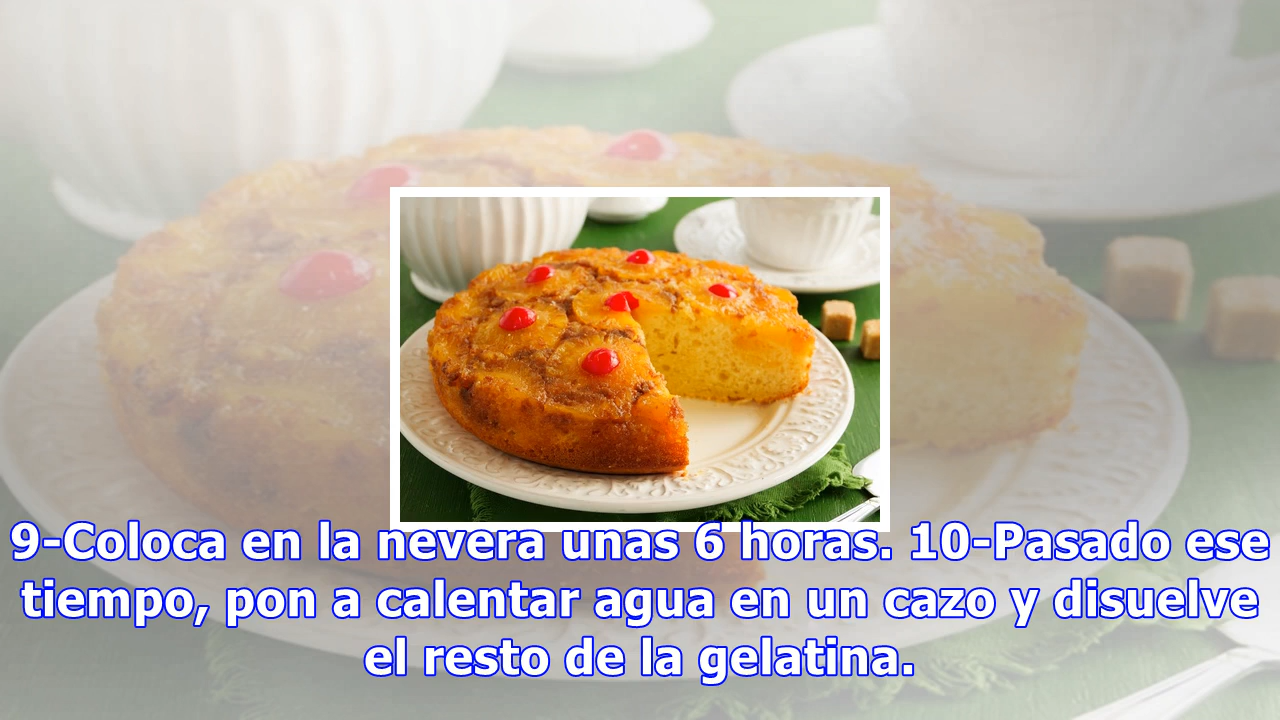 9-Coloca en la nevera unas 6 horas. 10-Pasado ese
tiempo, pon a calentar agua en un cazo y disuelve
el resto de la gelatina.